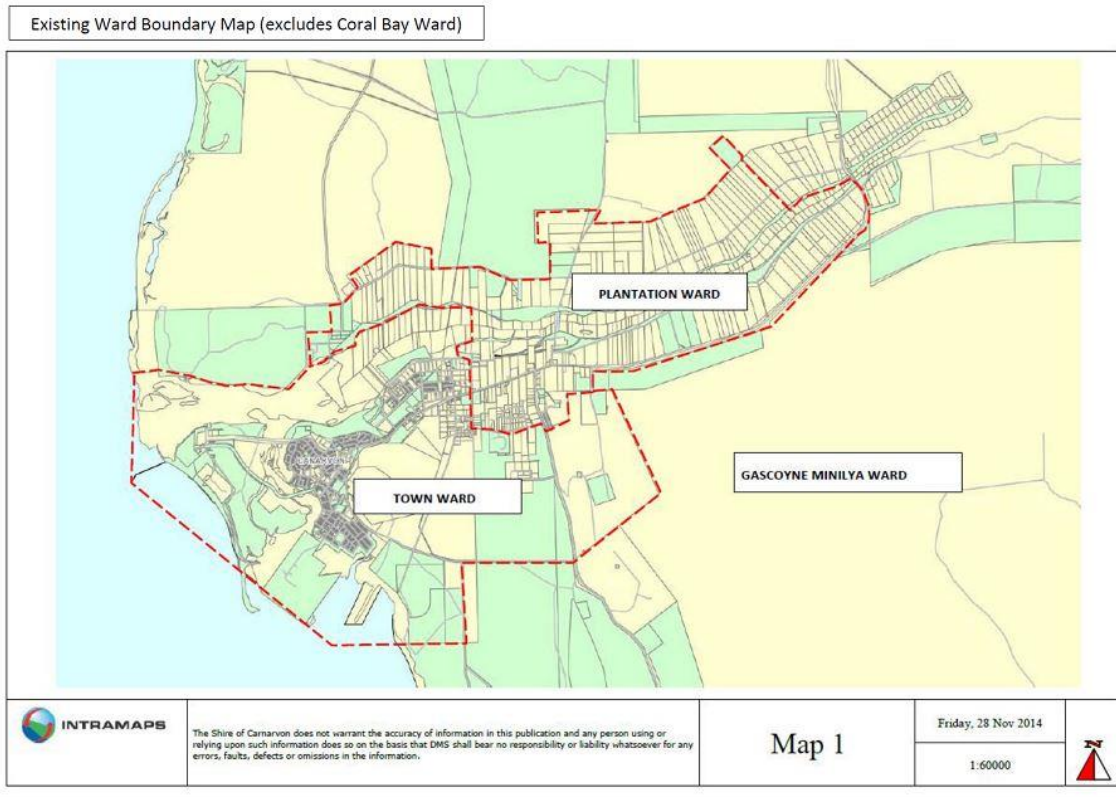 Existing Ward Boundary Map (excludes Coral Bay Ward)
PLANTATION WARD
GASCOYNE MINILYA WARD
TOWN WARD
INTRAMAPS
The Shire of Carnarvon does not warrant the accuracy of information in this publication and any person using or
relying upon such information does so on the basis that DMS shall bear no responsibility or liability whatsoever for any
errors, faults, defects or omissions in the information.
Map 1
Friday, 28 Nov 2014
1:60000
N